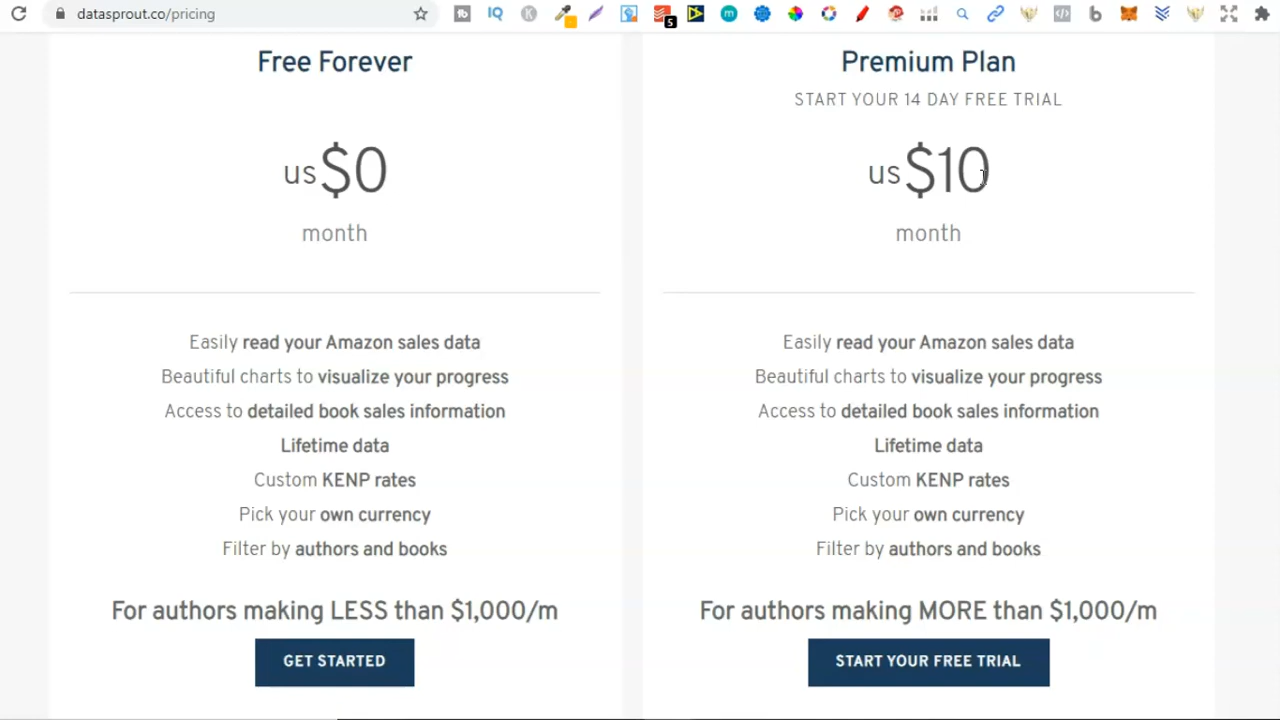 datasprout.co/pricing
5
Free Forever
US $0
month
Easily read your Amazon sales data
Beautiful charts to visualize your progress
Access to detailed book sales information
Lifetime data
Custom KENP rates
Pick your own currency
Filter by authors and books
For authors making LESS than $1,000/m
GET STARTED
Premium Plan
START YOUR 14 DAY FREE TRIAL
US $10
month
Easily read your Amazon sales data
Beautiful charts to visualize your progress
Access to detailed book sales information
Lifetime data
Custom KENP rates
Pick your own currency
Filter by authors and books
For authors making MORE than $1,000/m
START YOUR FREE TRIAL